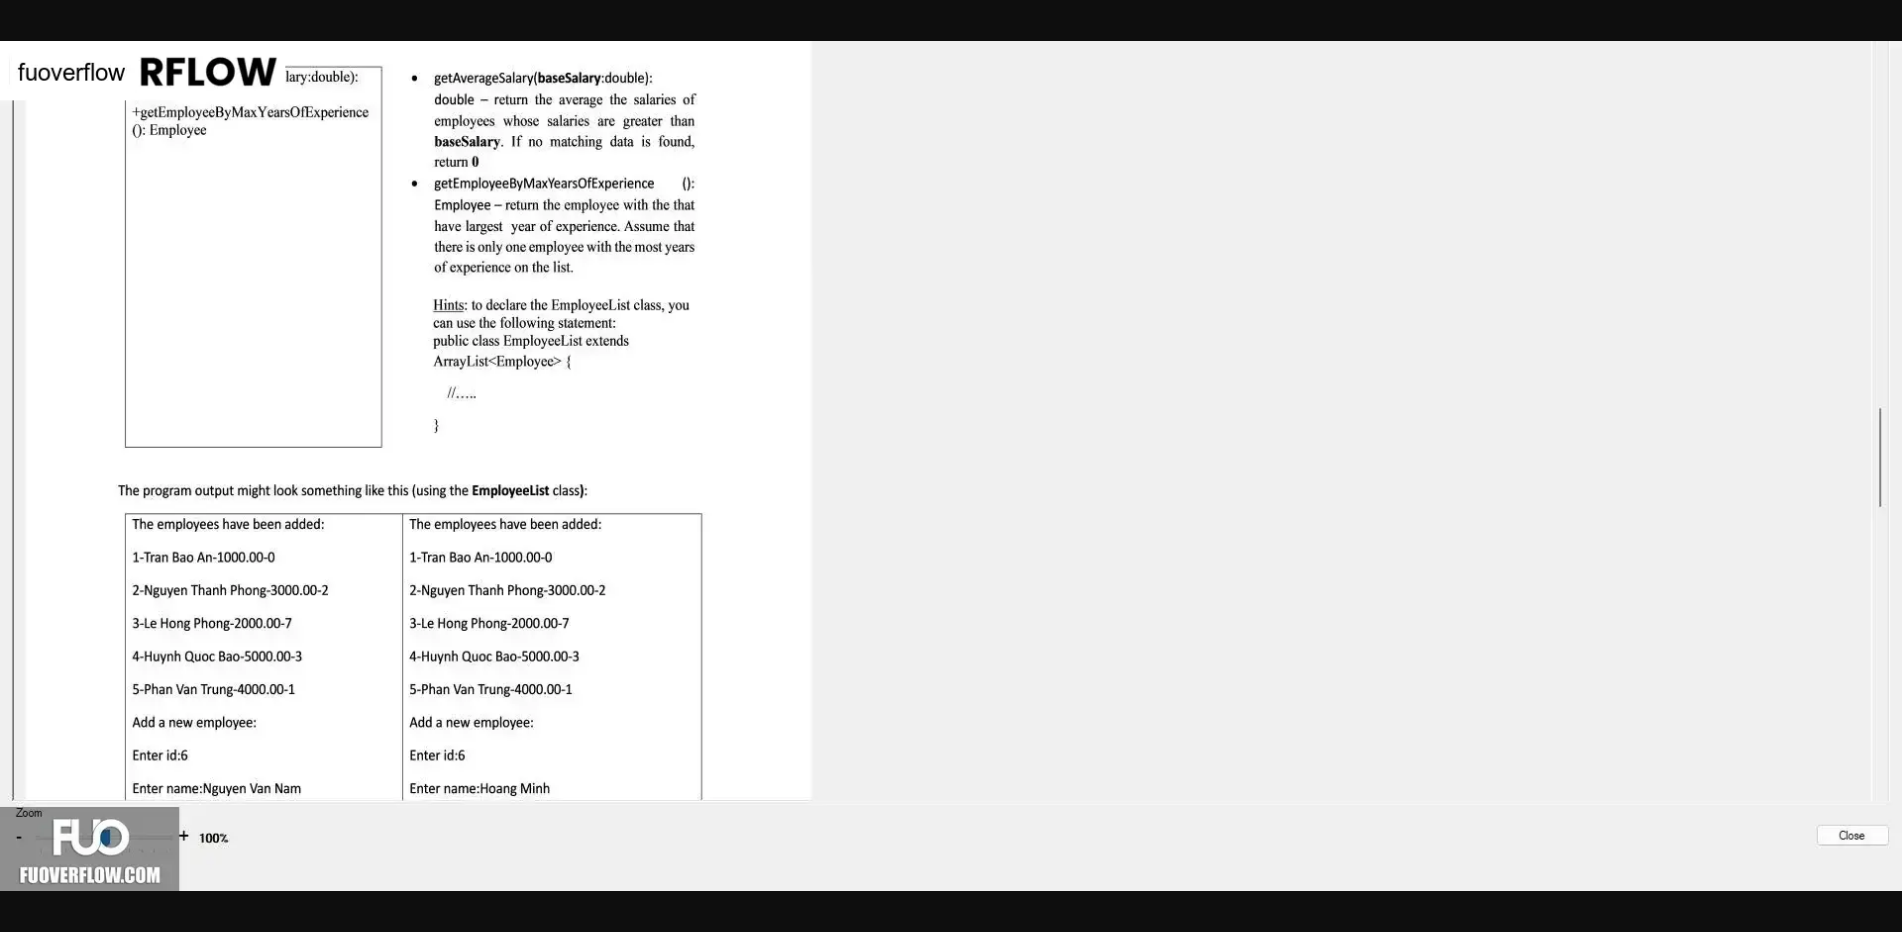 fuoverflow RFLOW
lary:double):
+getEmployeeByMaxYearsOfExperience
(): Employee
• getAverageSalary(baseSalary:double):
double – return the average the salaries of
employees whose salaries are greater than
baseSalary. If no matching data is found,
return 0
• getEmployeeByMaxYearsOfExperience ():
Employee – return the employee with the that
have largest year of experience. Assume that
there is only one employee with the most years
of experience on the list.
Hints: to declare the EmployeeList class, you
can use the following statement:
public class EmployeeList extends
ArrayList<Employee> {
//…..
}
The program output might look something like this (using the EmployeeList class):
The employees have been added:
1-Tran Bao An-1000.00-0
2-Nguyen Thanh Phong-3000.00-2
3-Le Hong Phong-2000.00-7
4-Huynh Quoc Bao-5000.00-3
5-Phan Van Trung-4000.00-1
Add a new employee:
Enter id:6
Enter name:Nguyen Van Nam
The employees have been added:
1-Tran Bao An-1000.00-0
2-Nguyen Thanh Phong-3000.00-2
3-Le Hong Phong-2000.00-7
4-Huynh Quoc Bao-5000.00-3
5-Phan Van Trung-4000.00-1
Add a new employee:
Enter id:6
Enter name:Hoang Minh
Zoom
- + 100%
FUO
FUOVERFLOW.COM
Close